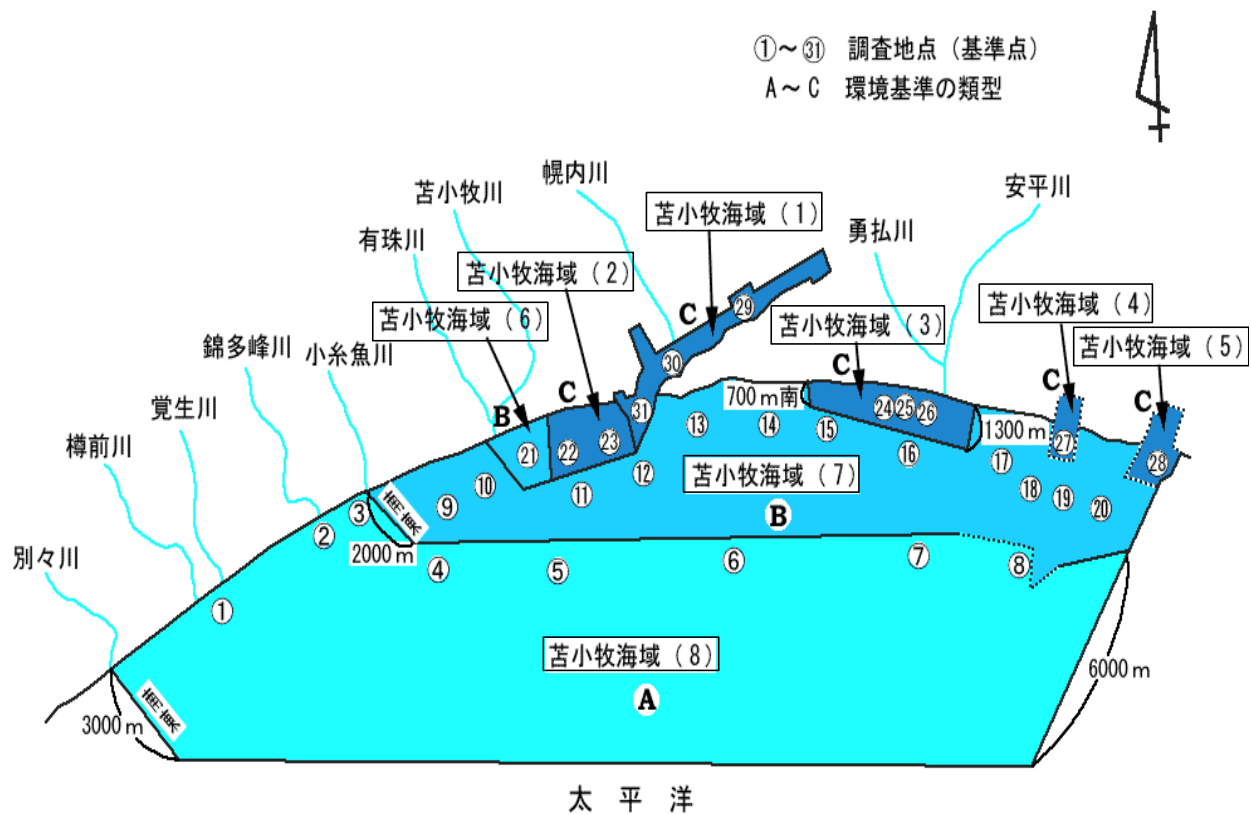 ①～㉛ 調査地点（基準点）
A～C 環境基準の類型
幌内川
苫小牧川
苫小牧海域（1）
安平川
勇払川
有珠川
苫小牧海域（2）
苫小牧海域（4）
苫小牧海域（3）
苫小牧海域（6）
苫小牧海域（5）
錦多峰川
小糸魚川
覚生川
樽前川
別々川
C
C
C
C
C
B
㉙
㉚
㉛
700m南
1300m
㉔㉕㉖
⑬
⑭
⑮
⑯
⑰
㉗
㉘
㉑
㉒
㉓
⑫
⑪
⑩
⑨
苫小牧海域（7）
B
⑱
⑲
⑳
③
②
2000m
④
⑤
⑥
⑦
⑧
①
苫小牧海域（8）
A
6000m
3000m
太平洋